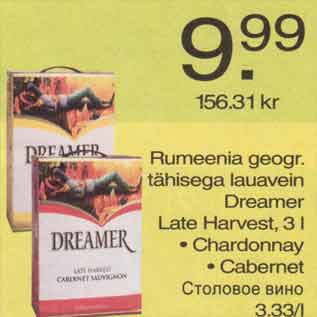 9.99
156.31 kr
DREAMER
DREAMER
LATE HARVEST
CABERNET SAUVIGNON
Rumeenia geogr.
tähisega lauavein
Dreamer
Late Harvest, 3 l
• Chardonnay
• Cabernet
Столовое вино
3.33/l